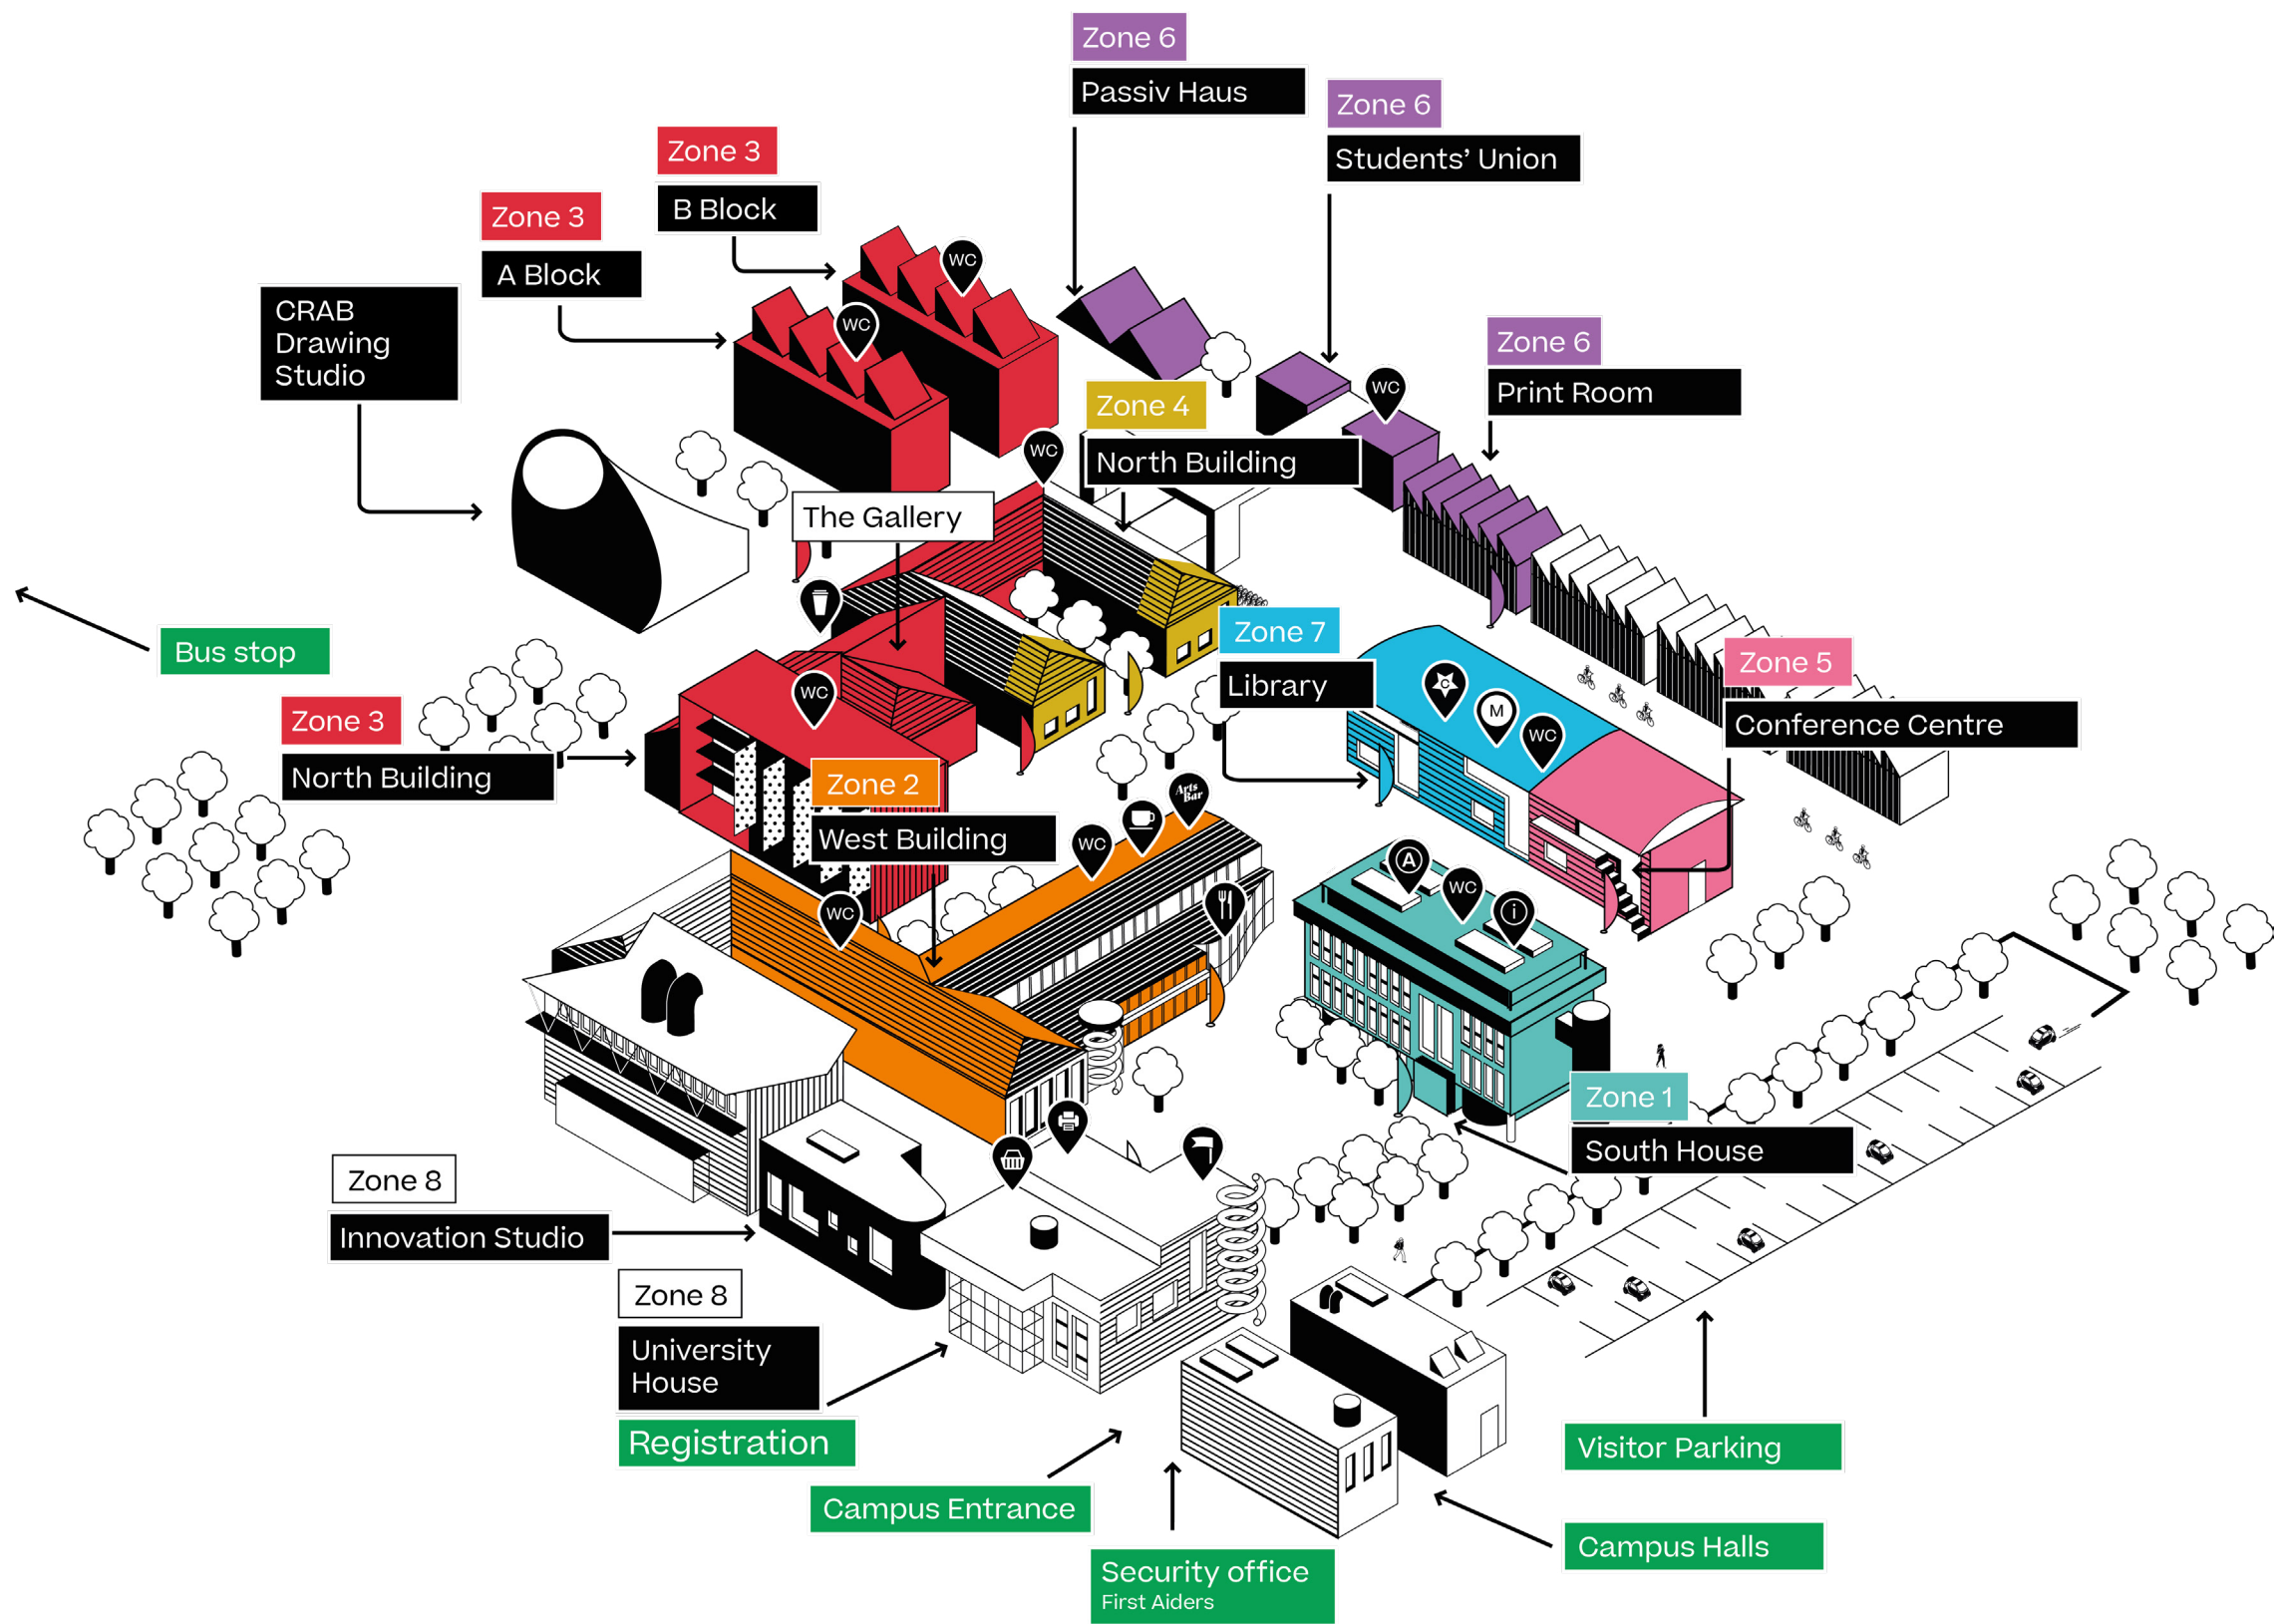 Zone 6
Passiv Haus
Zone 6
Students’ Union
Zone 3
B Block
Zone 3
A Block
CRAB
Drawing
Studio
WC
WC
Zone 6
Print Room
WC
Zone 4
North Building
WC
The Gallery
Bus stop
Zone 7
Library
Zone 5
Conference Centre
C
M
WC
Zone 3
North Building
WC
Zone 2
West Building
Arts
Bar
WC
WC
A
WC
i
Zone 1
South House
Zone 8
Innovation Studio
Zone 8
University
House
Registration
Campus Entrance
Security office
First Aiders
Visitor Parking
Campus Halls